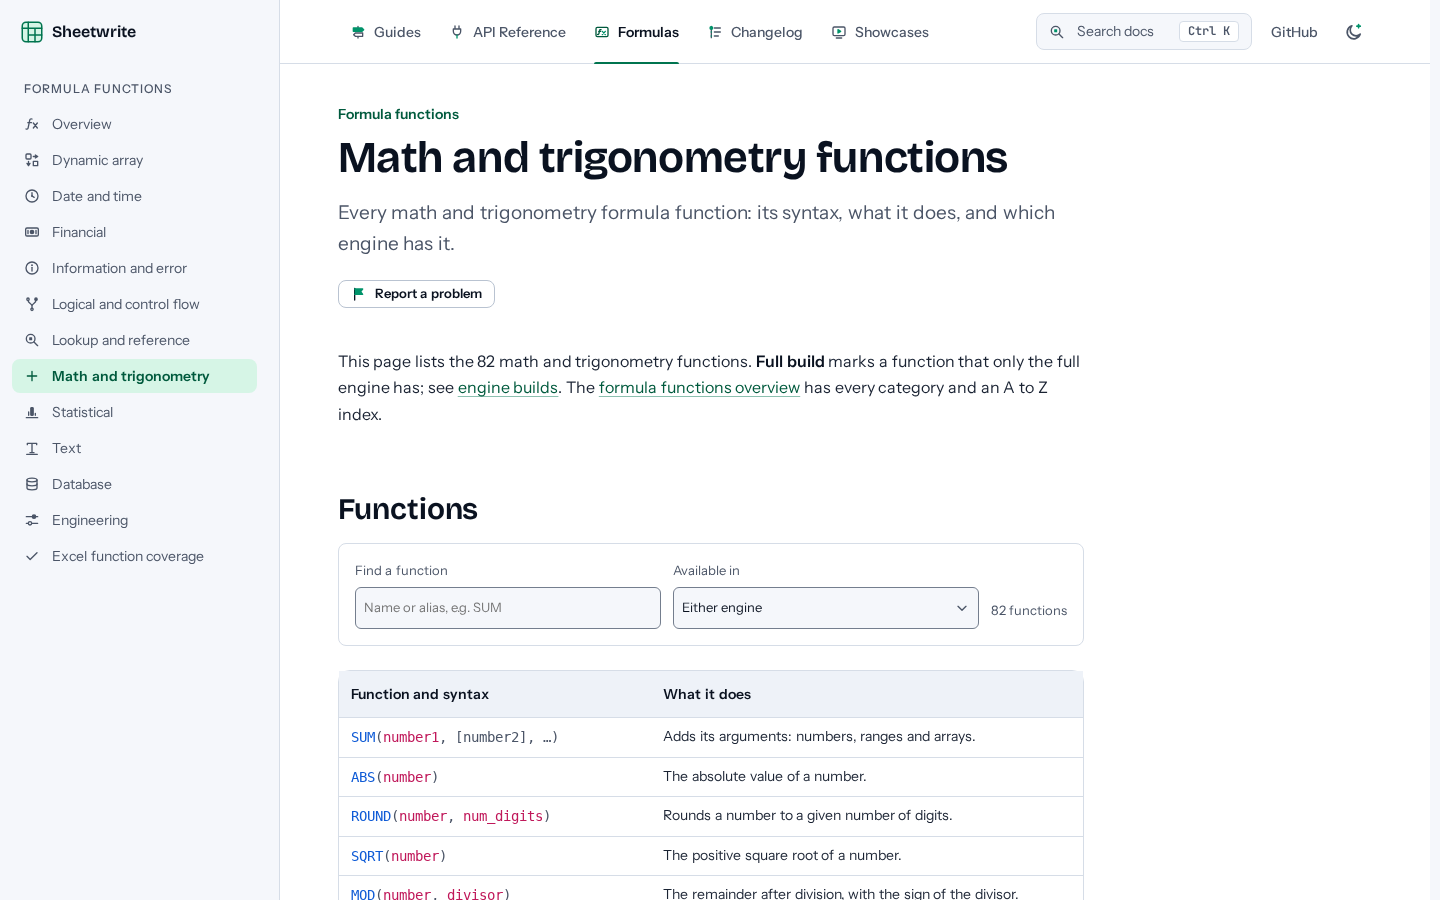 Sheetwrite
Guides
API Reference
Formulas
Changelog
Showcases
Search docs
Ctrl K
GitHub
FORMULA FUNCTIONS
Overview
Dynamic array
Date and time
Financial
Information and error
Logical and control flow
Lookup and reference
Math and trigonometry
Statistical
Text
Database
Engineering
Excel function coverage
Formula functions
Math and trigonometry functions
Every math and trigonometry formula function: its syntax, what it does, and which
engine has it.
Report a problem
This page lists the 82 math and trigonometry functions. Full build marks a function that only the full
engine has; see engine builds. The formula functions overview has every category and an A to Z
index.
Functions
Find a function
Available in
Name or alias, e.g. SUM
Either engine
82 functions
Function and syntax
What it does
SUM(number1, [number2], …)
Adds its arguments: numbers, ranges and arrays.
ABS(number)
The absolute value of a number.
ROUND(number, num_digits)
Rounds a number to a given number of digits.
SQRT(number)
The positive square root of a number.
MOD(number, divisor)
The remainder after division, with the sign of the divisor.